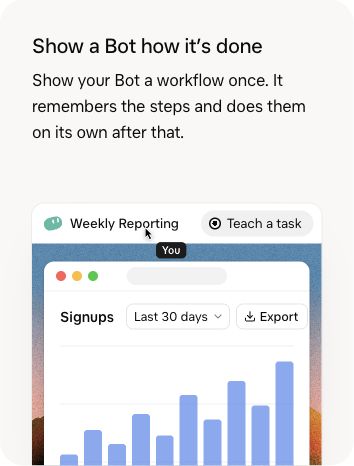 Show a Bot how it’s done
Show your Bot a workflow once. It
remembers the steps and does them
on its own after that.
Weekly Reporting
Teach a task
You
Signups
Last 30 days
Export